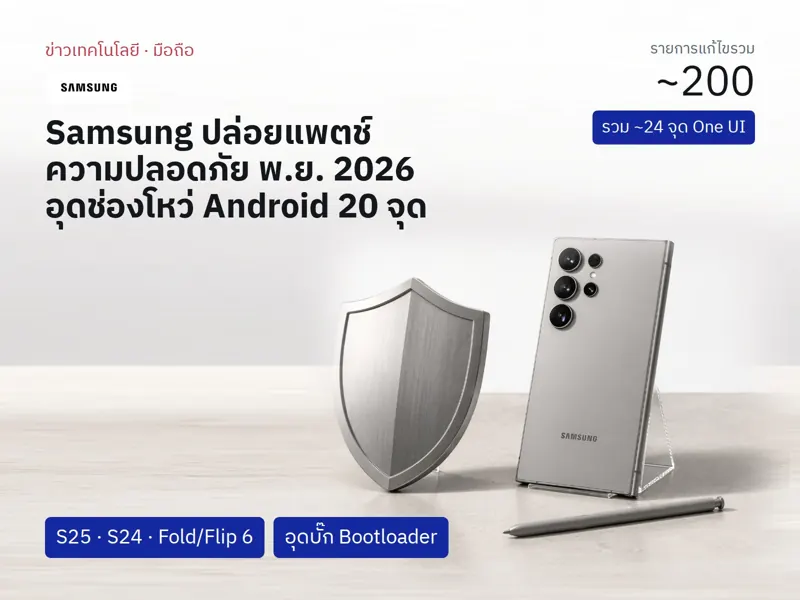 ข่าวเทคโนโลยี · มือถือ
SAMSUNG
Samsung ปล่อยแพตช์
ความปลอดภัย พ.ย. 2026
อุดช่องโหว่ Android 20 จุด
รายการแก้ไขรวม
~200
รวม ~24 จุด One UI
SAMSUNG
S25 · S24 · Fold/Flip 6
อุดบั๊ก Bootloader